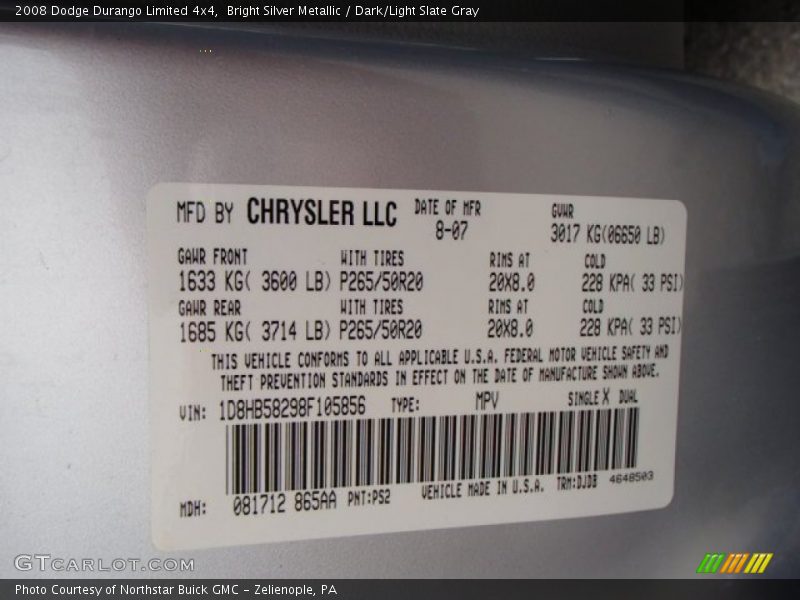 2008 Dodge Durango Limited 4x4,  Bright Silver Metallic / Dark/Light Slate Gray
MFD BY CHRYSLER LLC DATE OF MFR GVWR
8-07 3017 KG(06650 LB)
GAWR FRONT WITH TIRES RIMS AT COLD
1633 KG( 3600 LB) P265/50R20 20X8.0 228 KPA( 33 PSI)
GAWR REAR WITH TIRES RIMS AT COLD
1685 KG( 3714 LB) P265/50R20 20X8.0 228 KPA( 33 PSI)
THIS VEHICLE CONFORMS TO ALL APPLICABLE U.S.A. FEDERAL MOTOR VEHICLE SAFETY AND
THEFT PREVENTION STANDARDS IN EFFECT ON THE DATE OF MANUFACTURE SHOWN ABOVE.
VIN: 1D8HB58298F105856 TYPE: MPV SINGLE X DUAL
MDH: 081712 865AA PNT:PS2 VEHICLE MADE IN U.S.A. TRM:DJDB 4648503
GTCARLOT.COM
Photo Courtesy of Northstar Buick GMC - Zelienople, PA